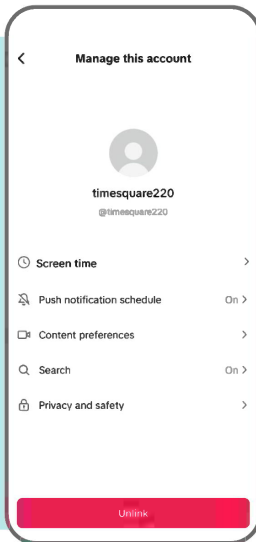 Manage this account
timesquare220
@timesquare220
Screen time
Push notification schedule On
Content preferences
Search On
Privacy and safety
Unlink